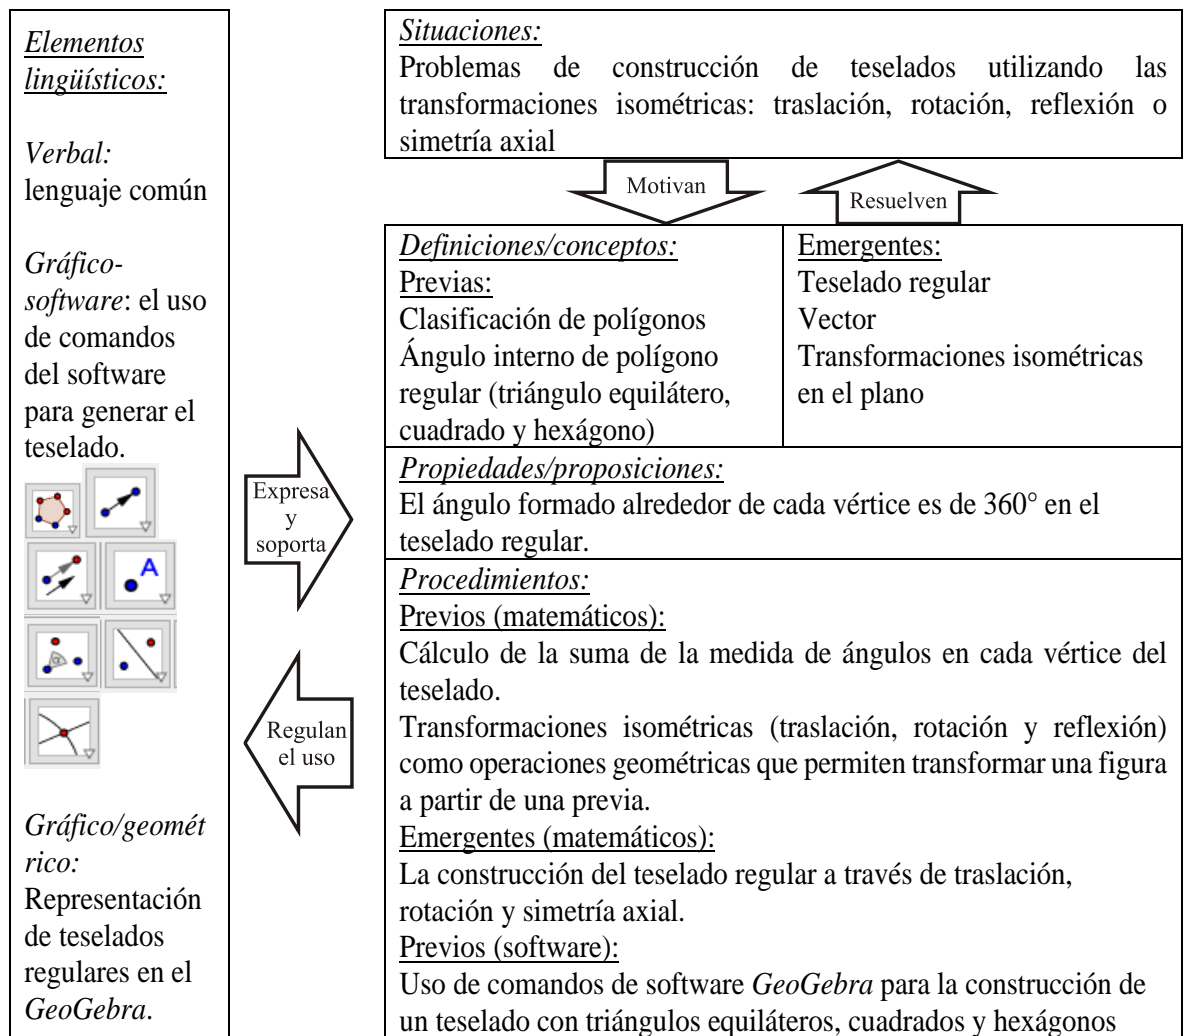 Elementos
lingüísticos:
Verbal:
lenguaje común
Gráfico-
software: el uso
de comandos
del software
para generar el
teselado.
A
α
Gráfico/geomét
rico:
Representación
de teselados
regulares en el
GeoGebra.
Expresa
y
soporta
Regulan
el uso
Situaciones:
Problemas de construcción de teselados utilizando las
transformaciones isométricas: traslación, rotación, reflexión o
simetría axial
Motivan
Resuelven
Definiciones/conceptos:
Previas:
Clasificación de polígonos
Ángulo interno de polígono
regular (triángulo equilátero,
cuadrado y hexágono)
Emergentes:
Teselado regular
Vector
Transformaciones isométricas
en el plano
Propiedades/proposiciones:
El ángulo formado alrededor de cada vértice es de 360° en el
teselado regular.
Procedimientos:
Previos (matemáticos):
Cálculo de la suma de la medida de ángulos en cada vértice del
teselado.
Transformaciones isométricas (traslación, rotación y reflexión)
como operaciones geométricas que permiten transformar una figura
a partir de una previa.
Emergentes (matemáticos):
La construcción del teselado regular a través de traslación,
rotación y simetría axial.
Previos (software):
Uso de comandos de software GeoGebra para la construcción de
un teselado con triángulos equiláteros, cuadrados y hexágonos